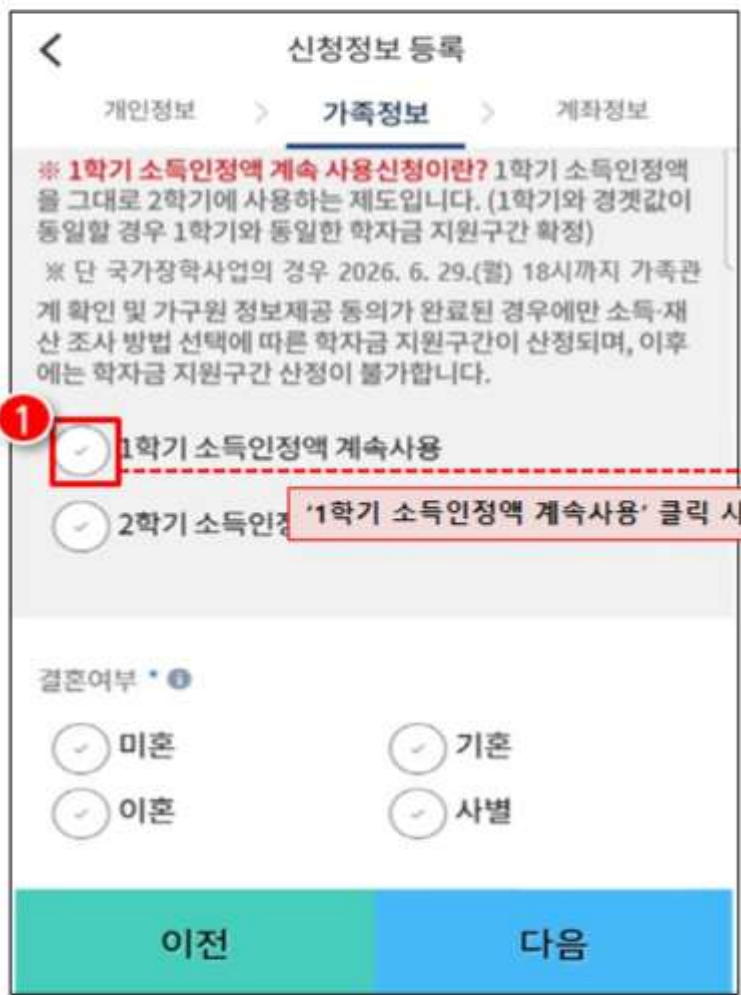 신청정보 등록
개인정보 > 가족정보 > 계좌정보
※ 1학기 소득인정액 계속 사용신청이란? 1학기 소득인정액
을 그대로 2학기에 사용하는 제도입니다. (1학기와 경곗값이
동일할 경우 1학기와 동일한 학자금 지원구간 확정)
※ 단 국가장학사업의 경우 2026. 6. 29.(월) 18시까지 가족관
계 확인 및 가구원 정보제공 동의가 완료된 경우에만 소득·재
산 조사 방법 선택에 따른 학자금 지원구간이 산정되며, 이후
에는 학자금 지원구간 산정이 불가합니다.
1
1학기 소득인정액 계속사용
2학기 소득인정
'1학기 소득인정액 계속사용' 클릭 시
결혼여부 *
미혼 기혼
이혼 사별
이전 다음